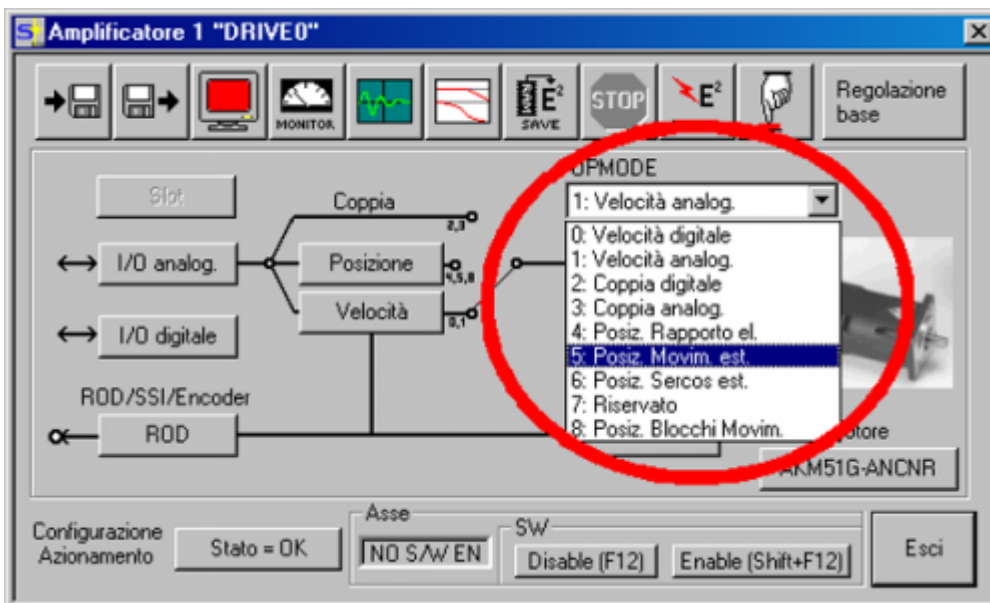 Amplificatore 1 "DRIVE0"
MONITOR
E²
SAVE
STOP
E²
Regolazione
base
OPMODE
Slot
Coppia
2,3
1: Velocità analog.
I/O analog.
Posizione
4,5,8
0: Velocità digitale
1: Velocità analog.
2: Coppia digitale
3: Coppia analog.
4: Posiz. Rapporto el.
5: Posiz. Movim. est.
6: Posiz. Sercos est.
7: Riservato
8: Posiz. Blocchi Movim.
Velocità
0,1
I/O digitale
ROD/SSI/Encoder
ROD
AKM51G-ANCNR
Configurazione
Azionamento
Stato = OK
Asse
NO S/W EN
SW
Disable (F12)
Enable (Shift+F12)
Esci